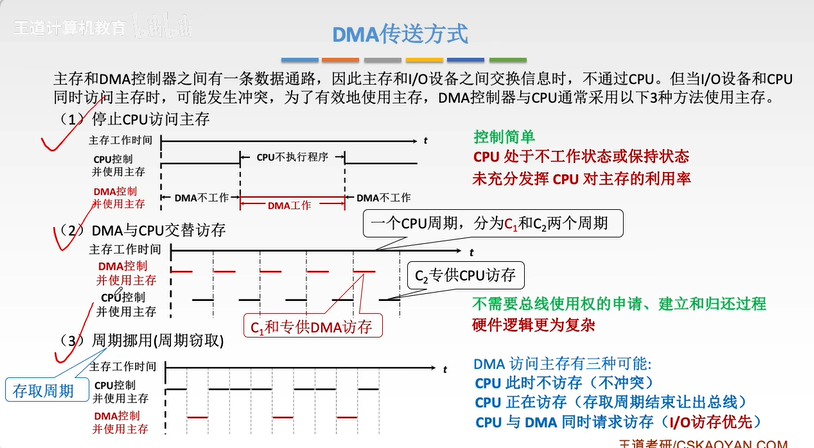 王道计算机教育
DMA传送方式
主存和DMA控制器之间有一条数据通路，因此主存和I/O设备之间交换信息时，不通过CPU。但当I/O设备和CPU
同时访问主存时，可能发生冲突，为了有效地使用主存，DMA控制器与CPU通常采用以下3种方法使用主存。
（1）停止CPU访问主存
主存工作时间
t
CPU控制
并使用主存
CPU不执行程序
DMA控制
并使用主存
DMA不工作
DMA工作
DMA不工作
控制简单
CPU 处于不工作状态或保持状态
未充分发挥 CPU 对主存的利用率
（2）DMA与CPU交替访存
一个CPU周期，分为C1和C2两个周期
主存工作时间
t
DMA控制
并使用主存
C2专供CPU访存
CPU控制
并使用主存
C1和专供DMA访存
不需要总线使用权的申请、建立和归还过程
硬件逻辑更为复杂
（3）周期挪用(周期窃取)
主存工作时间
t
存取周期
CPU控制
并使用主存
DMA控制
并使用主存
DMA 访问主存有三种可能:
CPU 此时不访存（不冲突）
CPU 正在访存（存取周期结束让出总线）
CPU 与 DMA 同时请求访存（I/O访存优先）
王道考研/CSKAOYAN.COM